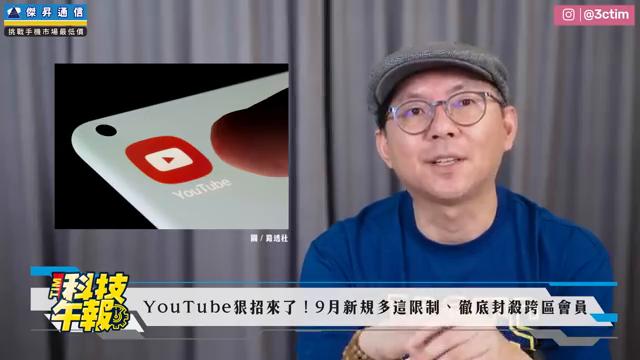 傑昇通信
挑戰手機市場最低價
@3ctim
YouTube
圖 / 路透社
TIM
科技
午報
YouTube狠招來了！9月新規多這限制、徹底封殺跨區會員